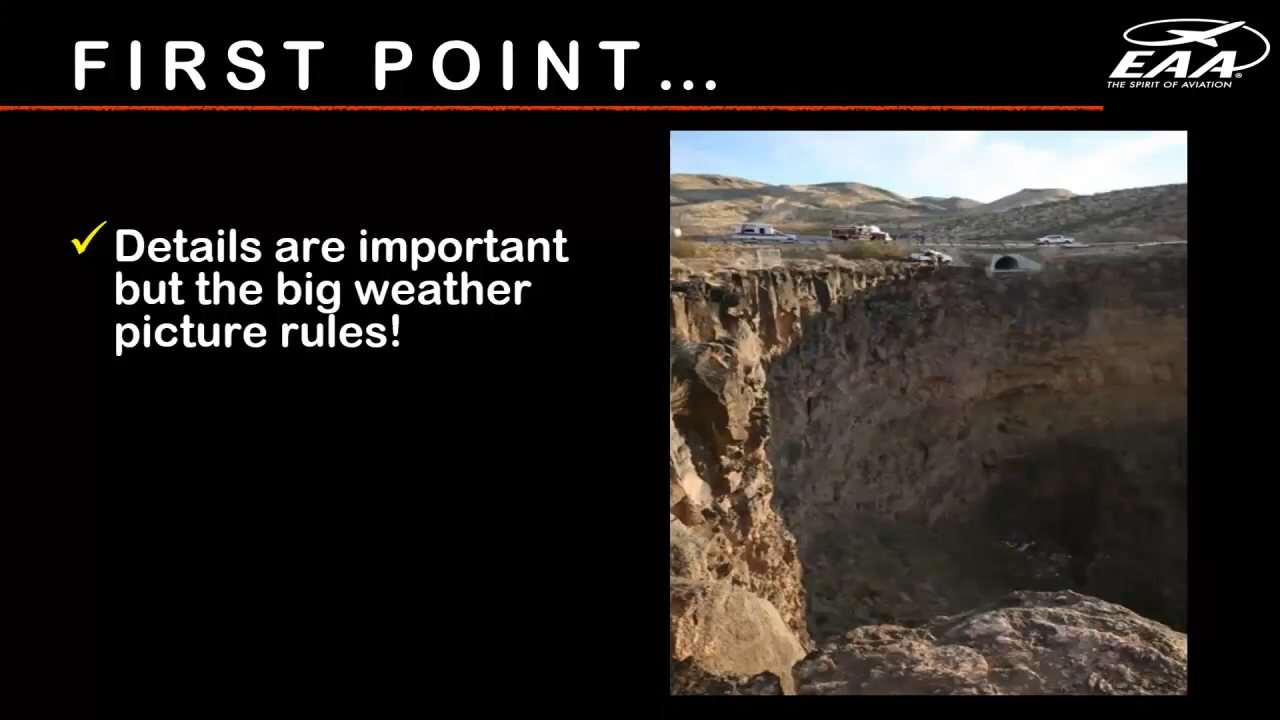 FIRST POINT...
EAA
THE SPIRIT OF AVIATION
Details are important
but the big weather
picture rules!